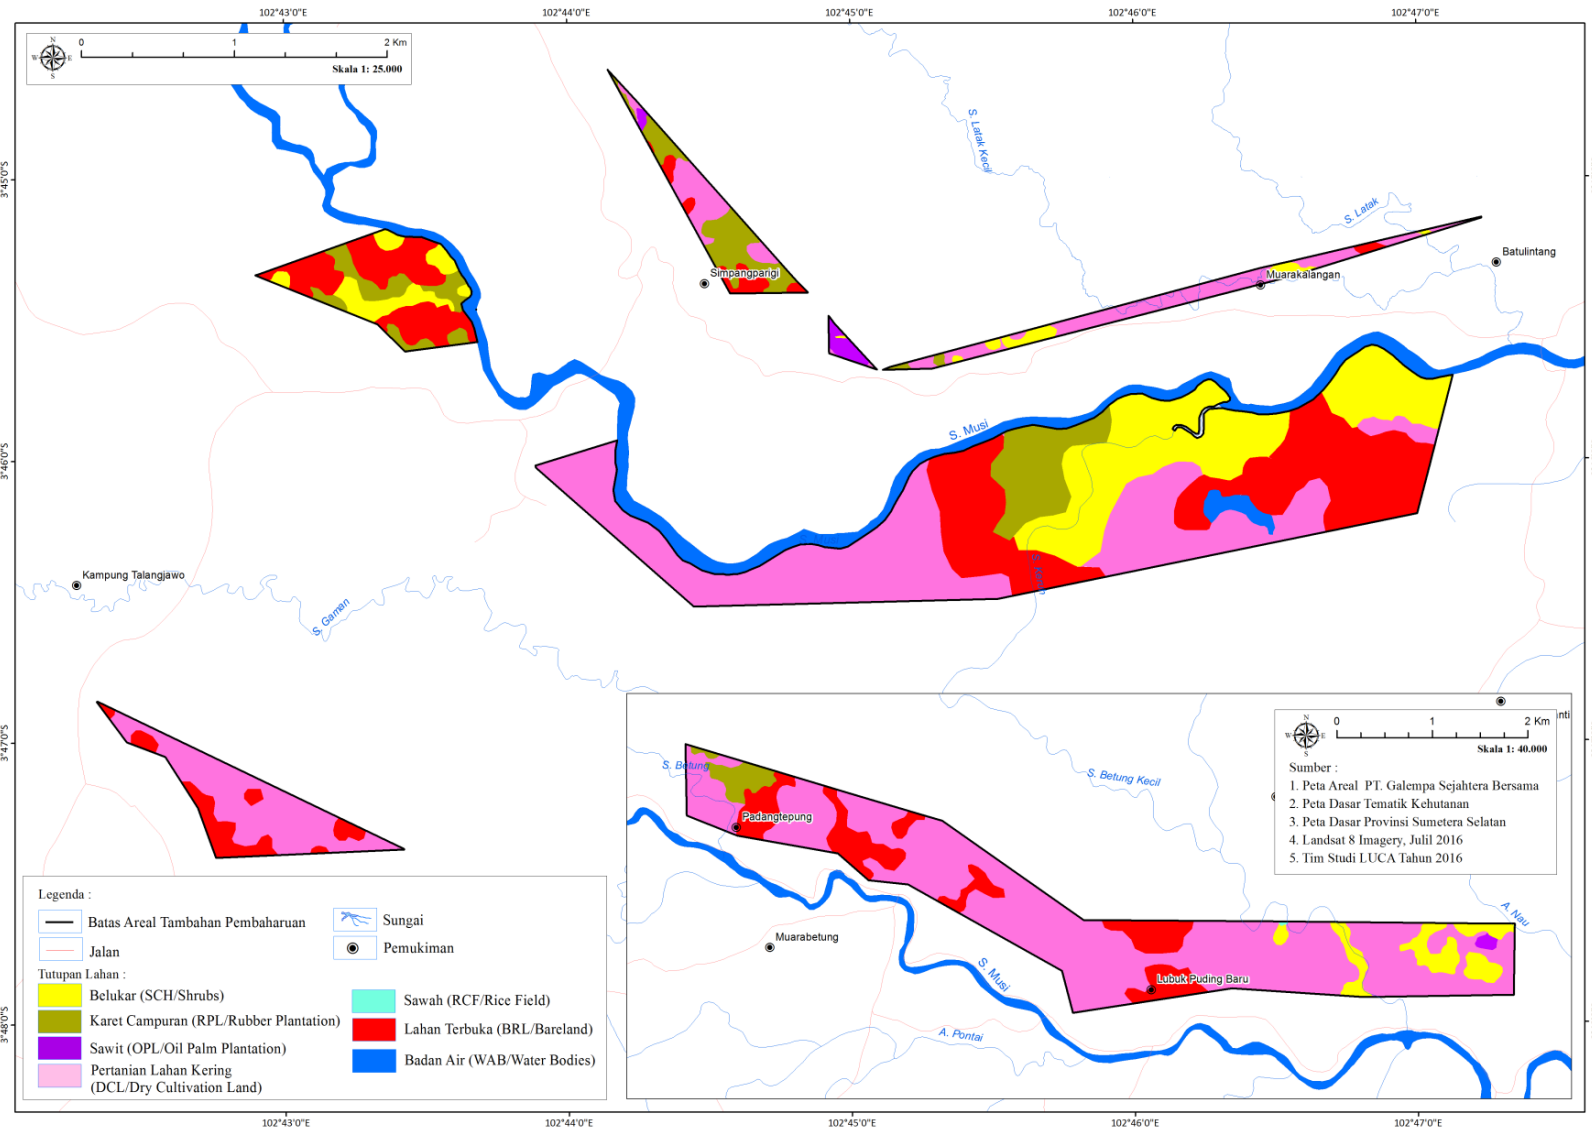 102°43'0"E
102°44'0"E
102°45'0"E
102°46'0"E
102°47'0"E
N
W
E
S
0
1
2 Km
Skala 1: 25.000
3°45'0"S
3°46'0"S
3°47'0"S
3°48'0"S
S. Latak Kecil
S. Latak
Batulintang
Simpangparigi
Muarakalangan
S. Musi
S. Musi
Kampung Talangjawo
S. Gaman
N
W
E
S
0
1
2 Km
Skala 1: 40.000
Sumber :
1. Peta Areal PT. Galempa Sejahtera Bersama
2. Peta Dasar Tematik Kehutanan
3. Peta Dasar Provinsi Sumetera Selatan
4. Landsat 8 Imagery, Julil 2016
5. Tim Studi LUCA Tahun 2016
nti
S. Betung
S. Betung Kecil
Padangtepung
A. Nau
Muarabetung
S. Musi
Lubuk Puding Baru
A. Pontai
Legenda :
Batas Areal Tambahan Pembaharuan
Sungai
Jalan
Pemukiman
Tutupan Lahan :
Belukar (SCH/Shrubs)
Sawah (RCF/Rice Field)
Karet Campuran (RPL/Rubber Plantation)
Lahan Terbuka (BRL/Bareland)
Sawit (OPL/Oil Palm Plantation)
Badan Air (WAB/Water Bodies)
Pertanian Lahan Kering
(DCL/Dry Cultivation Land)
102°43'0"E
102°44'0"E
102°45'0"E
102°46'0"E
102°47'0"E